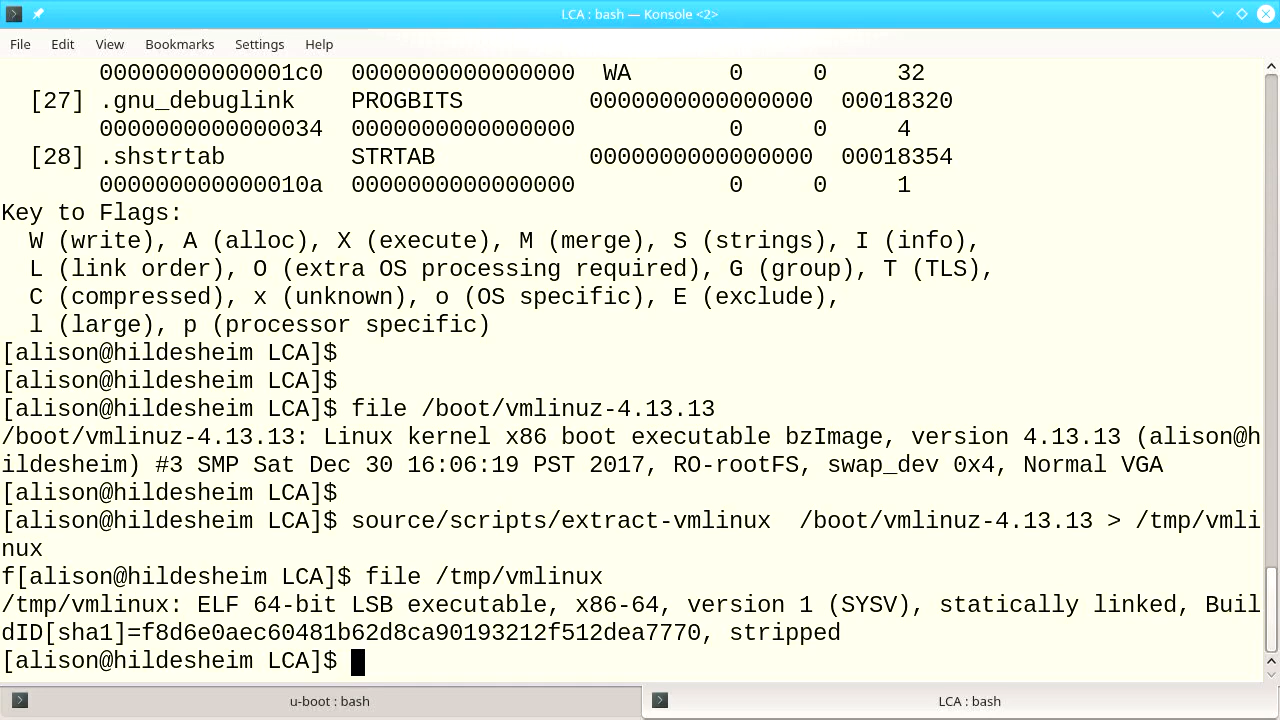 LCA : bash — Konsole <2>
File Edit View Bookmarks Settings Help
00000000000001c0 0000000000000000 WA 0 0 32
[27] .gnu_debuglink PROGBITS 0000000000000000 00018320
0000000000000034 0000000000000000 0 0 4
[28] .shstrtab STRTAB 0000000000000000 00018354
000000000000010a 0000000000000000 0 0 1
Key to Flags:
W (write), A (alloc), X (execute), M (merge), S (strings), I (info),
L (link order), O (extra OS processing required), G (group), T (TLS),
C (compressed), x (unknown), o (OS specific), E (exclude),
l (large), p (processor specific)
[alison@hildesheim LCA]$
[alison@hildesheim LCA]$
[alison@hildesheim LCA]$ file /boot/vmlinuz-4.13.13
/boot/vmlinuz-4.13.13: Linux kernel x86 boot executable bzImage, version 4.13.13 (alison@h
ildesheim) #3 SMP Sat Dec 30 16:06:19 PST 2017, RO-rootFS, swap_dev 0x4, Normal VGA
[alison@hildesheim LCA]$
[alison@hildesheim LCA]$ source/scripts/extract-vmlinux  /boot/vmlinuz-4.13.13 > /tmp/vmli
nux
f[alison@hildesheim LCA]$ file /tmp/vmlinux
/tmp/vmlinux: ELF 64-bit LSB executable, x86-64, version 1 (SYSV), statically linked, Buil
dID[sha1]=f8d6e0aec60481b62d8ca90193212f512dea7770, stripped
[alison@hildesheim LCA]$
u-boot : bash
LCA : bash